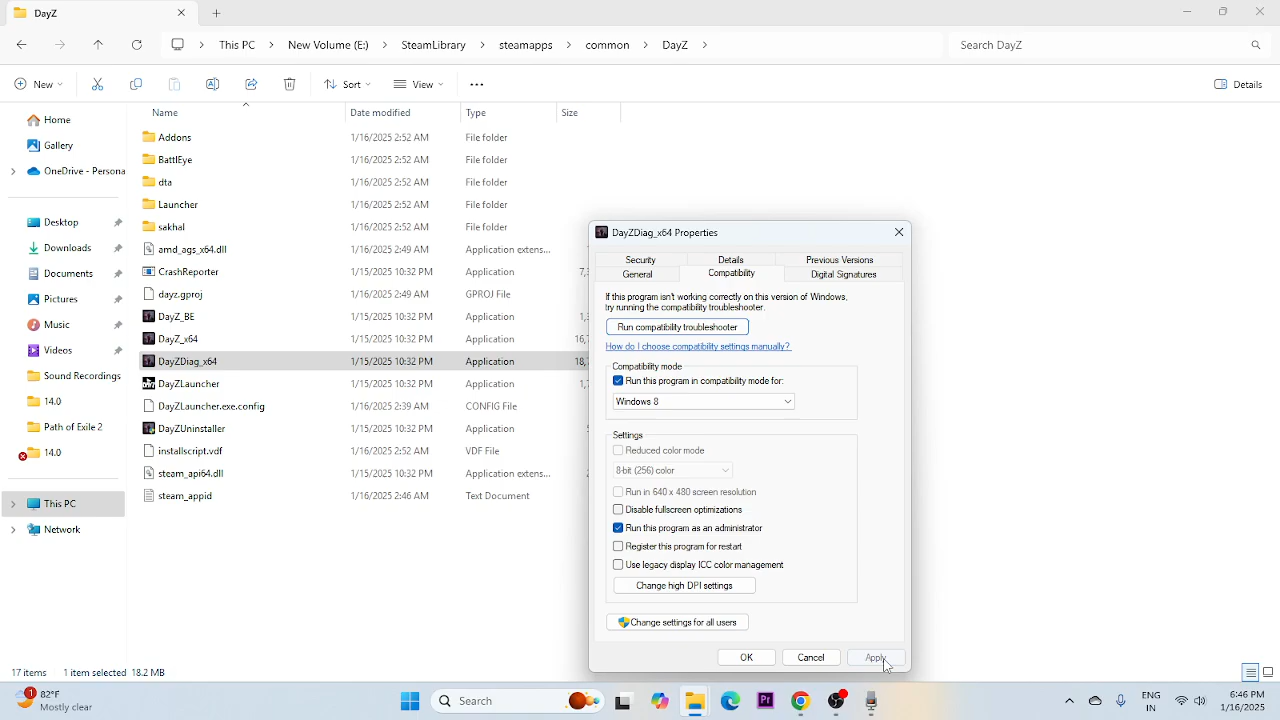 DayZ
This PC > New Volume (E:) > SteamLibrary > steamapps > common > DayZ >
Search DayZ
New
Sort
View
Details
Name Date modified Type Size
Home
Gallery
OneDrive - Persona
Desktop
Downloads
Documents
Pictures
Music
Videos
Sound Recordings
14.0
Path of Exile 2
14.0
This PC
Network
Addons 1/16/2025 2:52 AM File folder
BattlEye 1/16/2025 2:52 AM File folder
dta 1/16/2025 2:52 AM File folder
Launcher 1/16/2025 2:52 AM File folder
sakhal 1/16/2025 2:52 AM File folder
amd_ags_x64.dll 1/16/2025 2:49 AM Application extens...
CrashReporter 1/15/2025 10:32 PM Application 7,
dayz.gproj 1/16/2025 2:49 AM GPROJ File
DayZ_BE 1/15/2025 10:32 PM Application 1,
DayZ_x64 1/15/2025 10:32 PM Application 16,
DayZDiag_x64 1/15/2025 10:32 PM Application 18,
DayZLauncher 1/15/2025 10:32 PM Application 1,
DayZLauncher.exe.config 1/16/2025 2:39 AM CONFIG File
DayZUninstaller 1/15/2025 10:32 PM Application
installscript.vdf 1/16/2025 2:52 AM VDF File
steam_api64.dll 1/15/2025 10:32 PM Application extens...
steam_appid 1/16/2025 2:46 AM Text Document
DayZDiag_x64 Properties
Security Details Previous Versions
General Compatibility Digital Signatures
If this program isn't working correctly on this version of Windows,
try running the compatibility troubleshooter.
Run compatibility troubleshooter
How do I choose compatibility settings manually?
Compatibility mode
Run this program in compatibility mode for:
Windows 8
Settings
Reduced color mode
8-bit (256) color
Run in 640 x 480 screen resolution
Disable fullscreen optimizations
Run this program as an administrator
Register this program for restart
Use legacy display ICC color management
Change high DPI settings
Change settings for all users
OK Cancel Apply
17 items 1 item selected 18.2 MB
1
82°F
Mostly clear
Search
Pr
ENG
IN
6:46 PM
1/16/2025